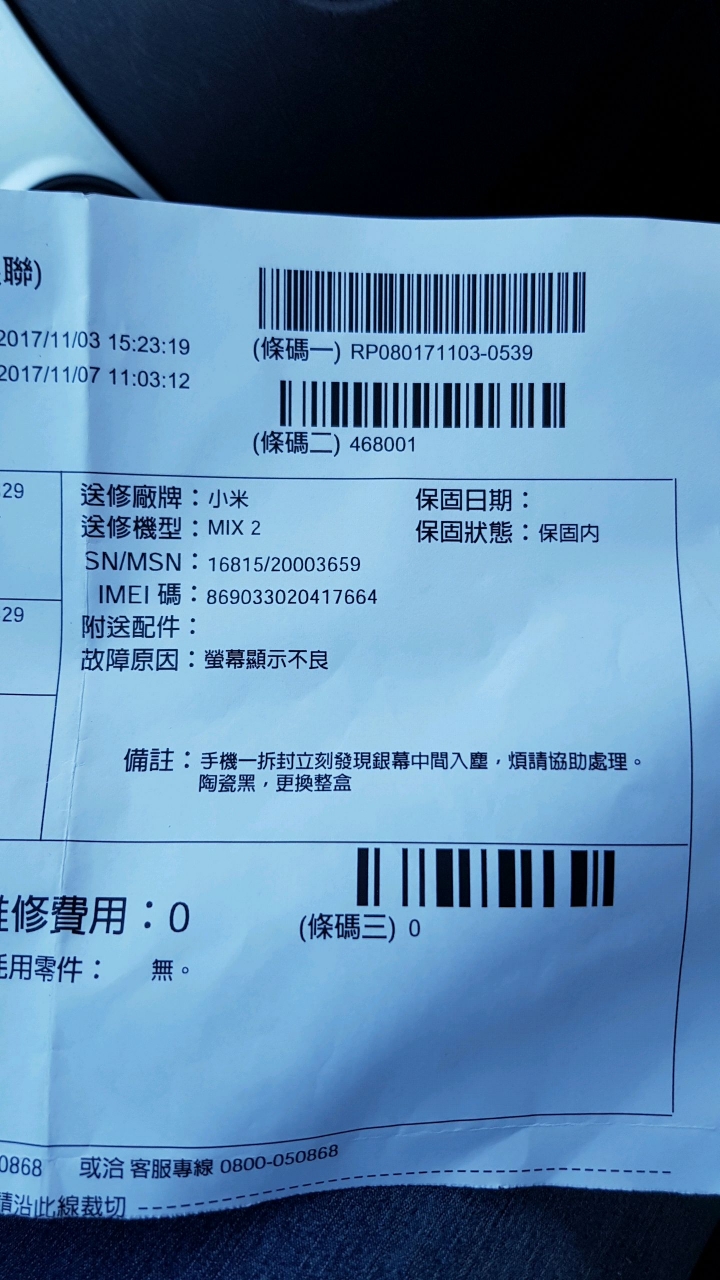 聯)
2017/11/03 15:23:19
(條碼一) RP080171103-0539
2017/11/07 11:03:12
(條碼二) 468001
29
送修廠牌：小米
保固日期：
送修機型：MIX 2
保固狀態：保固內
SN/MSN：16815/20003659
IMEI 碼：869033020417664
29
附送配件：
故障原因：螢幕顯示不良
備註：手機一拆封立刻發現銀幕中間入塵，煩請協助處理。
陶瓷黑，更換整盒
修費用：0
(條碼三) 0
用零件： 無。
0868 或洽 客服專線 0800-050868
請沿此線裁切